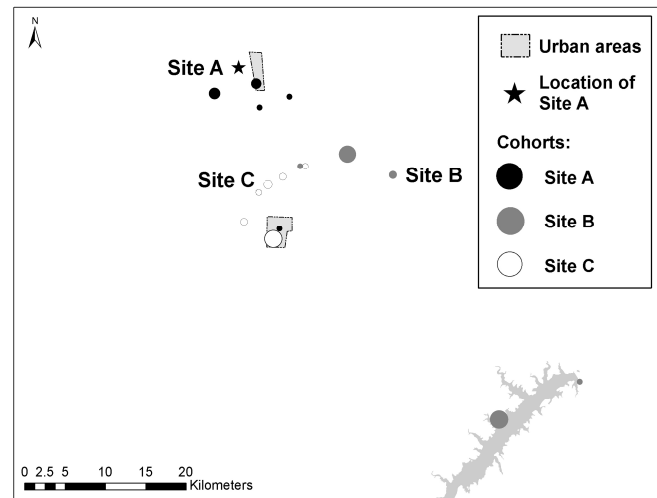 N
Site A
Site C
Site B
Urban areas
Location of
Site A
Cohorts:
Site A
Site B
Site C
0 2.5 5 10 15 20
Kilometers